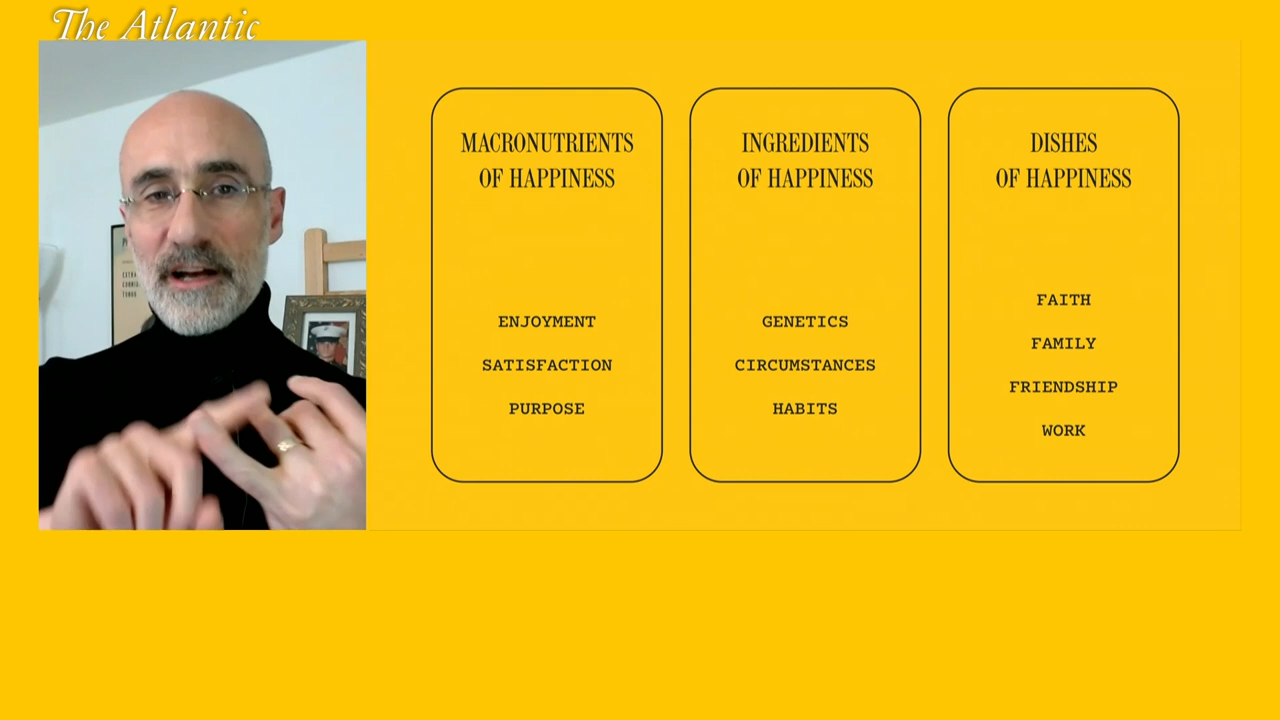 The Atlantic
MACRONUTRIENTS
OF HAPPINESS
ENJOYMENT
SATISFACTION
PURPOSE
INGREDIENTS
OF HAPPINESS
GENETICS
CIRCUMSTANCES
HABITS
DISHES
OF HAPPINESS
FAITH
FAMILY
FRIENDSHIP
WORK